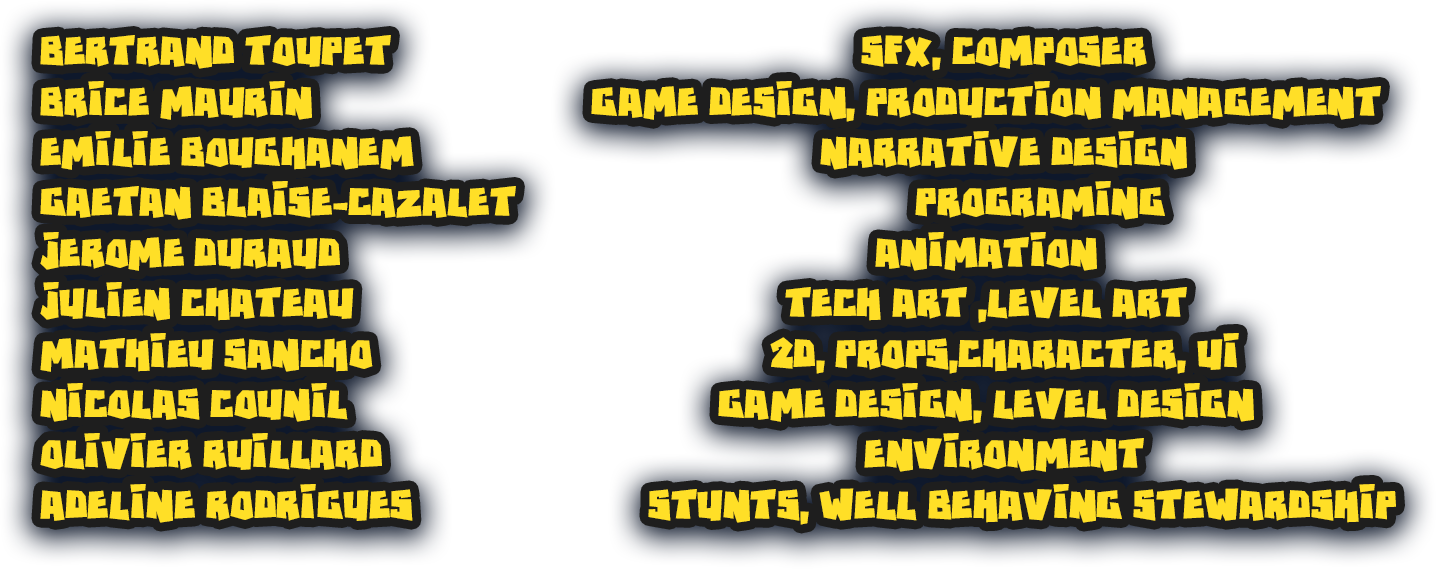 BERTRAND TOUPET SFX, COMPOSER
BRICE MAURIN GAME DESIGN, PRODUCTION MANAGEMENT
EMILIE BOUGHANEM NARRATIVE DESIGN
GAETAN BLAISE-CAZALET PROGRAMING
JEROME DURAUD ANIMATION
JULIEN CHATEAU TECH ART ,LEVEL ART
MATHIEU SANCHO 2D, PROPS,CHARACTER, UI
NICOLAS COUNIL GAME DESIGN, LEVEL DESIGN
OLIVIER RUILLARD ENVIRONMENT
ADELINE RODRIGUES STUNTS, WELL BEHAVING STEWARDSHIP